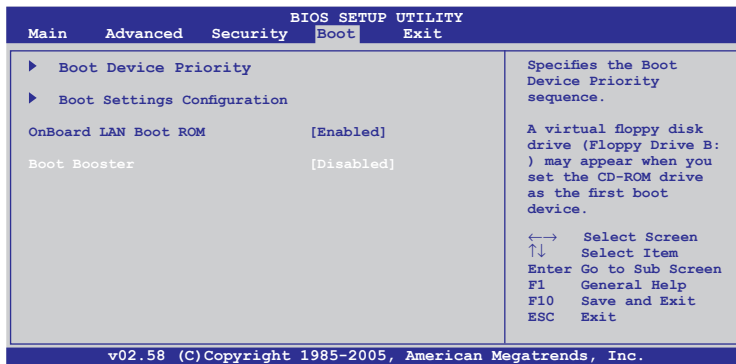 BIOS SETUP UTILITY
Main Advanced Security Boot Exit
Boot Device Priority
Boot Settings Configuration
OnBoard LAN Boot ROM [Enabled]
Boot Booster [Disabled]
Specifies the Boot
Device Priority
sequence.
A virtual floppy disk
drive (Floppy Drive B:
) may appear when you
set the CD-ROM drive
as the first boot
device.
←→ Select Screen
↑↓ Select Item
Enter Go to Sub Screen
F1 General Help
F10 Save and Exit
ESC Exit
v02.58 (C)Copyright 1985-2005, American Megatrends, Inc.